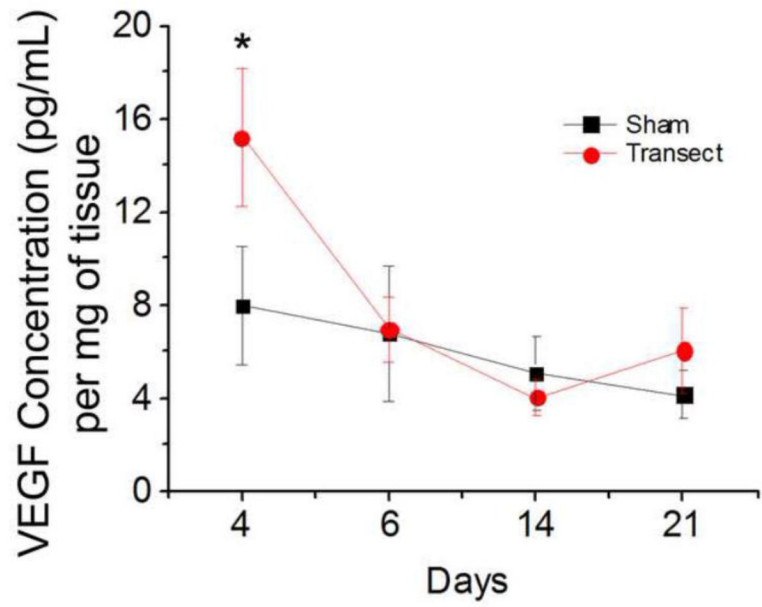 VEGF Concentration (pg/mL)
per mg of tissue
20
16
12
8
4
0
*
Sham
Transect
4 6 14 21
Days